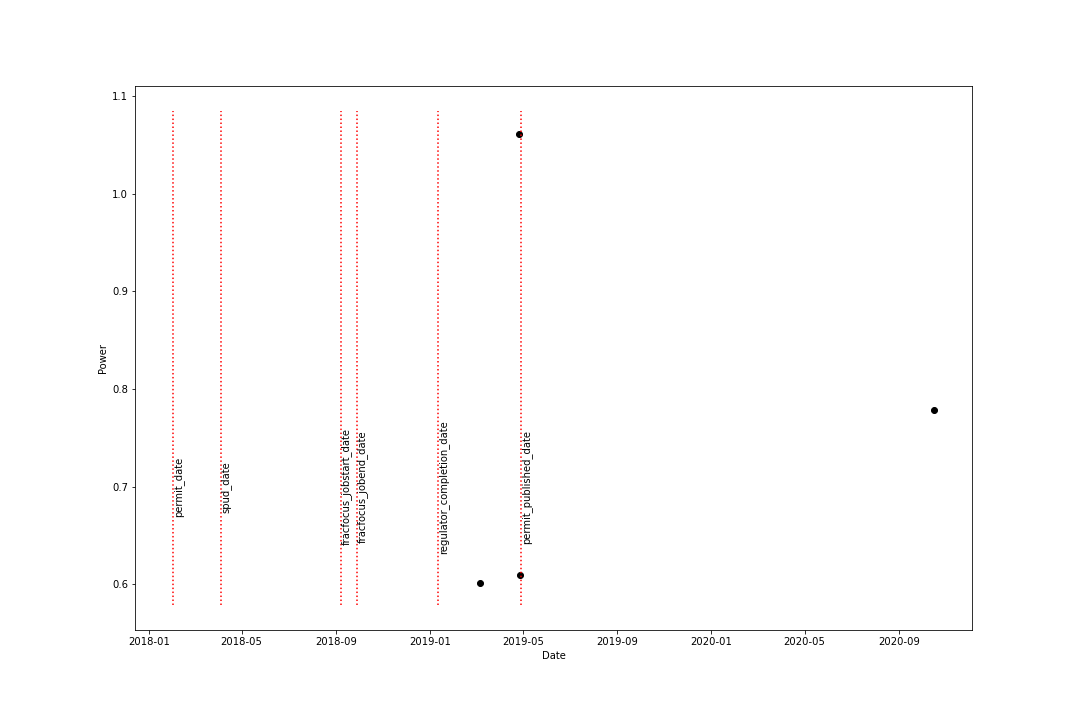 1.1
1.0
0.9
0.8
0.7
0.6
Power
permit_date
spud_date
fracfocus_jobstart_date
fracfocus_jobend_date
regulator_completion_date
permit_published_date
2018-01
2018-05
2018-09
2019-01
2019-05
2019-09
2020-01
2020-05
2020-09
Date